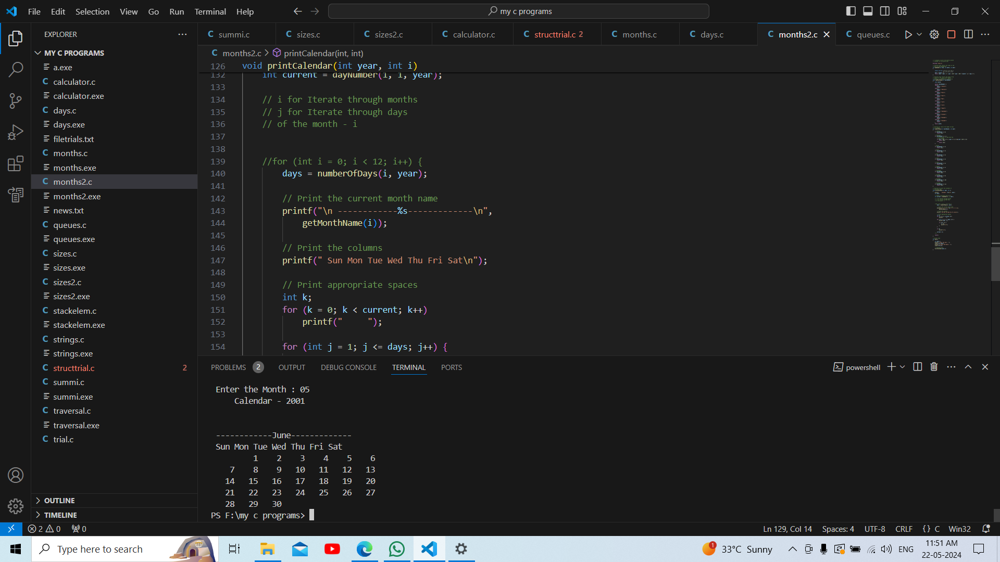 File Edit Selection View Go Run Terminal Help
my c programs
EXPLORER
MY C PROGRAMS
a.exe
calculator.c
calculator.exe
days.c
days.exe
filetrials.txt
months.c
months.exe
months2.c
months2.exe
news.txt
queues.c
queues.exe
sizes.c
sizes.exe
sizes2.c
sizes2.exe
stackelem.c
stackelem.exe
strings.c
strings.exe
structtrial.c 2
summi.c
summi.exe
traversal.c
traversal.exe
trial.c
OUTLINE
TIMELINE
summi.c sizes.c sizes2.c calculator.c structtrial.c 2 months.c days.c months2.c queues.c
months2.c > printCalendar(int, int)
126 void printCalendar(int year, int i)
132 int current = dayNumber(1, 1, year);
133
134 // i for Iterate through months
135 // j for Iterate through days
136 // of the month - i
137
138
139 //for (int i = 0; i < 12; i++) {
140 days = numberOfDays(i, year);
141
142 // Print the current month name
143 printf("\n ------------%s-------------\n",
144 getMonthName(i));
145
146 // Print the columns
147 printf(" Sun Mon Tue Wed Thu Fri Sat\n");
148
149 // Print appropriate spaces
150 int k;
151 for (k = 0; k < current; k++)
152 printf("     ");
153
154 for (int j = 1; j <= days; j++) {
PROBLEMS 2 OUTPUT DEBUG CONSOLE TERMINAL PORTS
powershell
Enter the Month : 05
Calendar - 2001
------------June-------------
Sun Mon Tue Wed Thu Fri Sat
1 2 3 4 5 6
7 8 9 10 11 12 13
14 15 16 17 18 19 20
21 22 23 24 25 26 27
28 29 30
PS F:\my c programs>
2 0 0
Ln 129, Col 14 Spaces: 4 UTF-8 CRLF {} C Win32
Type here to search
1
33°C Sunny
ENG
11:51 AM
22-05-2024